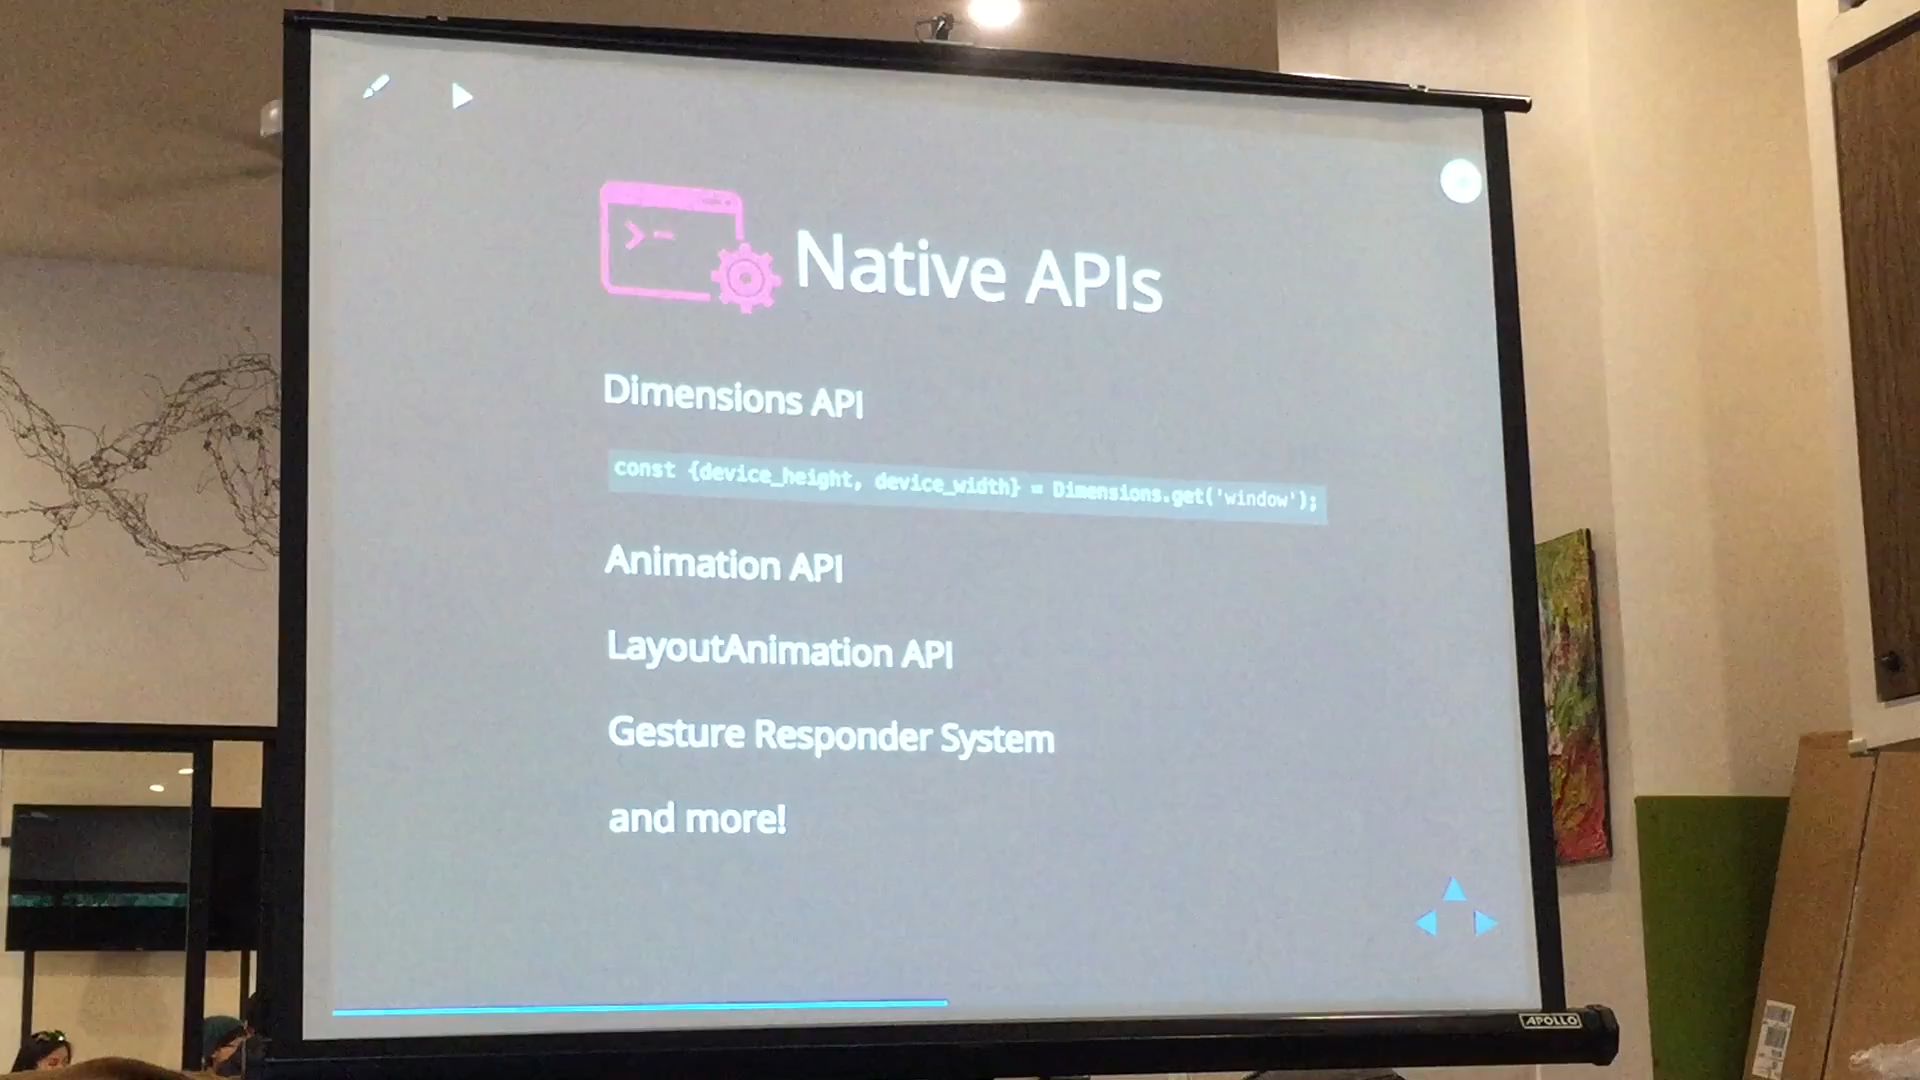 Native APIs
Dimensions API
const {device_height, device_width} = Dimensions.get('window');
Animation API
LayoutAnimation API
Gesture Responder System
and more!
APOLLO